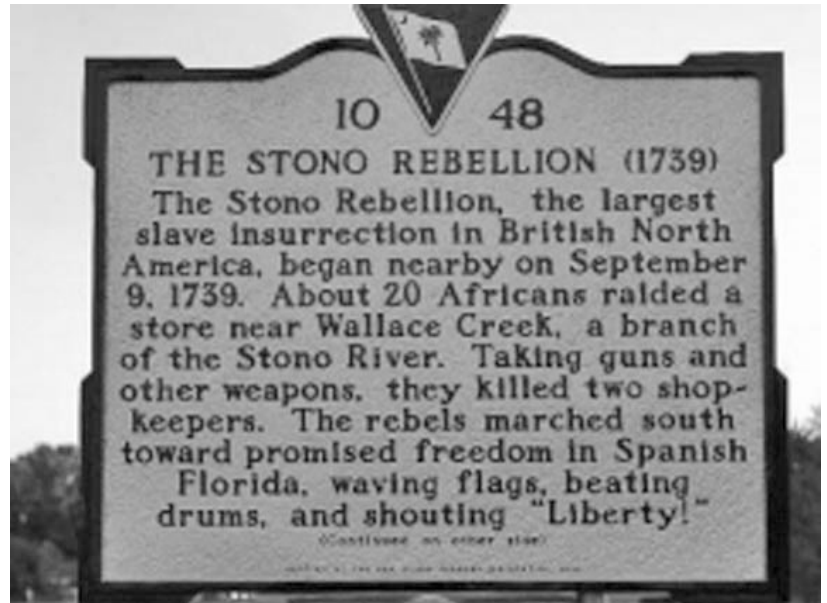 10 48
THE STONO REBELLION (1739)
The Stono Rebellion, the largest
slave insurrection in British North
America, began nearby on September
9, 1739. About 20 Africans raided a
store near Wallace Creek, a branch
of the Stono River. Taking guns and
other weapons, they killed two shop-
keepers. The rebels marched south
toward promised freedom in Spanish
Florida, waving flags, beating
drums, and shouting "Liberty!"
(Continued on other side)